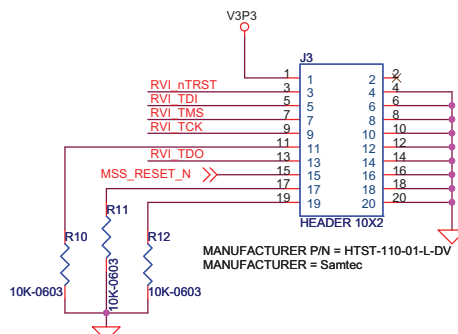 V3P3
J3
1 1 2 2
RVI_nTRST 3 3 4 4
RVI_TDI 5 5 6 6
RVI_TMS 7 7 8 8
RVI_TCK 9 9 10 10
11 11 12 12
RVI_TDO 13 13 14 14
MSS_RESET_N 15 15 16 16
17 17 18 18
19 19 20 20
HEADER 10X2
R10 R11 R12
MANUFACTURER P/N = HTST-110-01-L-DV
MANUFACTURER = Samtec
10K-0603 10K-0603 10K-0603